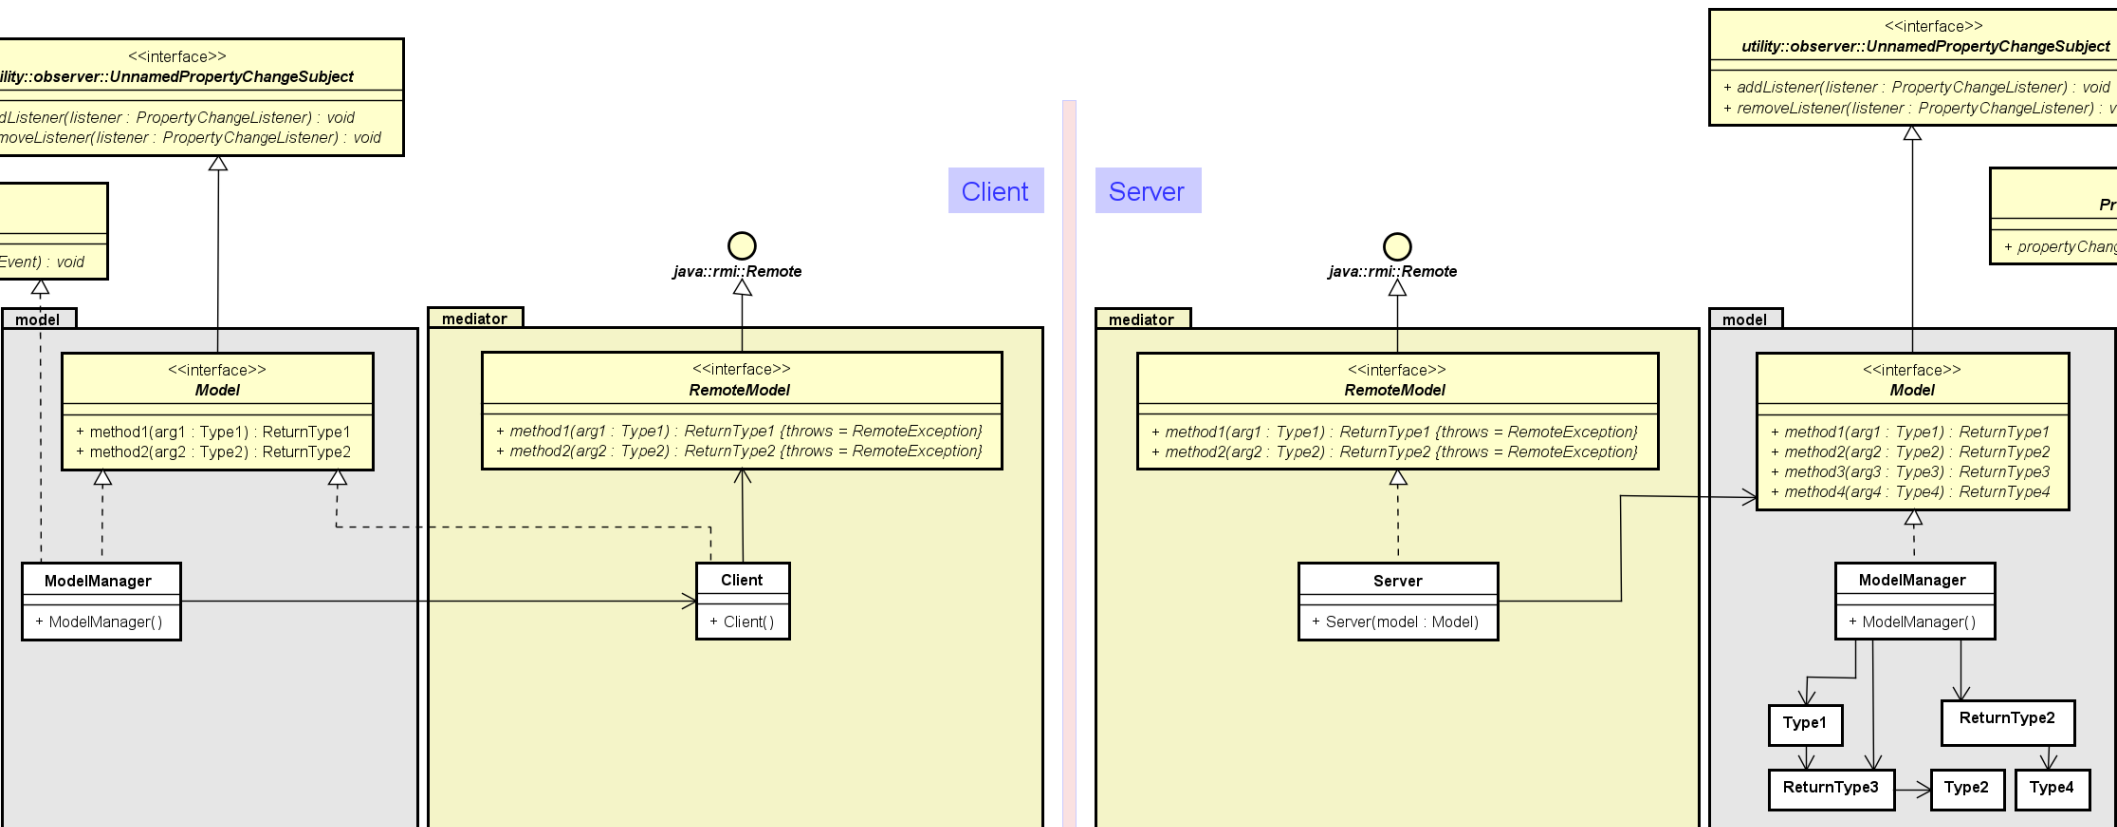 <<interface>>
ility::observer::UnnamedPropertyChangeSubject
dListener(listener : PropertyChangeListener) : void
moveListener(listener : PropertyChangeListener) : void
Event) : void
model
<<interface>>
Model
+ method1(arg1 : Type1) : ReturnType1
+ method2(arg2 : Type2) : ReturnType2
ModelManager
+ ModelManager()
Client
java::rmi::Remote
mediator
<<interface>>
RemoteModel
+ method1(arg1 : Type1) : ReturnType1 {throws = RemoteException}
+ method2(arg2 : Type2) : ReturnType2 {throws = RemoteException}
Client
+ Client()
Server
java::rmi::Remote
mediator
<<interface>>
RemoteModel
+ method1(arg1 : Type1) : ReturnType1 {throws = RemoteException}
+ method2(arg2 : Type2) : ReturnType2 {throws = RemoteException}
Server
+ Server(model : Model)
<<interface>>
utility::observer::UnnamedPropertyChangeSubject
+ addListener(listener : PropertyChangeListener) : void
+ removeListener(listener : PropertyChangeListener) : v
Pr
+ propertyChang
model
<<interface>>
Model
+ method1(arg1 : Type1) : ReturnType1
+ method2(arg2 : Type2) : ReturnType2
+ method3(arg3 : Type3) : ReturnType3
+ method4(arg4 : Type4) : ReturnType4
ModelManager
+ ModelManager()
Type1
ReturnType2
ReturnType3
Type2
Type4